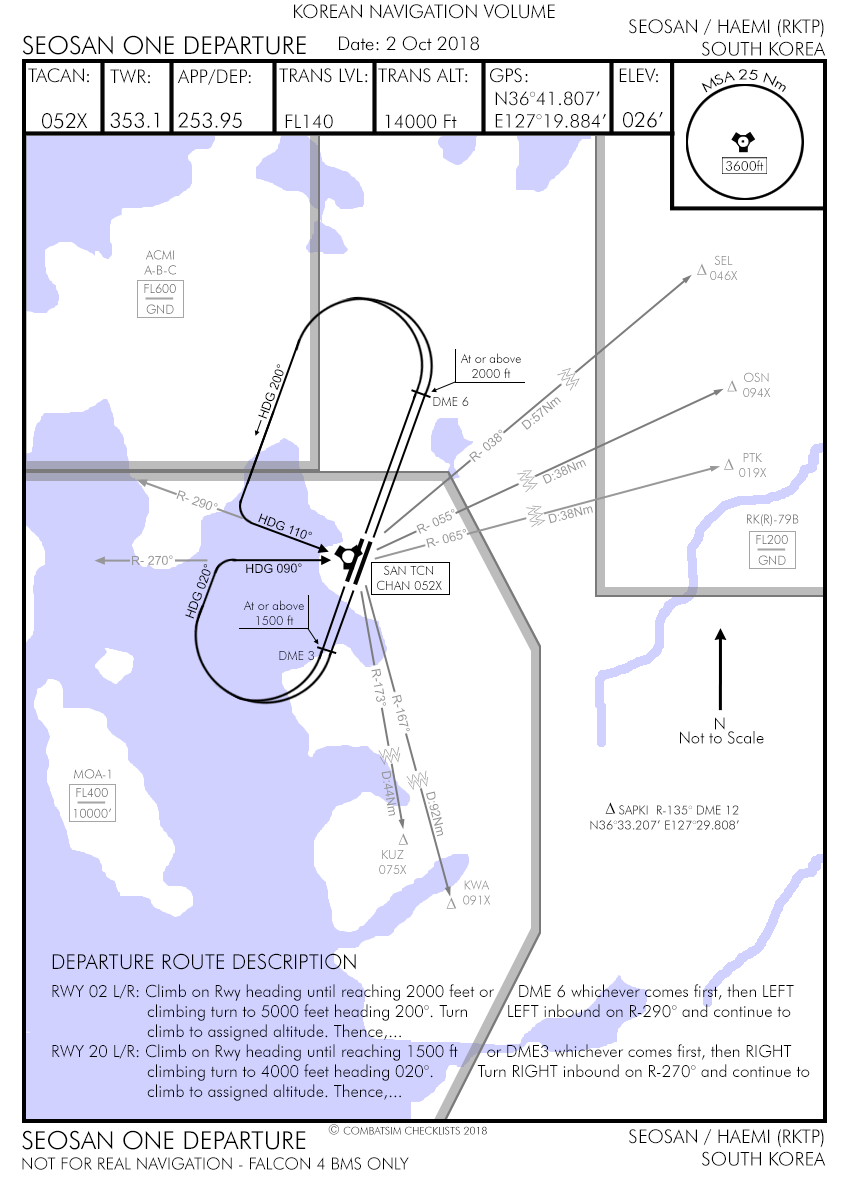 KOREAN NAVIGATION VOLUME
SEOSAN ONE DEPARTURE
Date: 2 Oct 2018
SEOSAN / HAEMI (RKTP)
SOUTH KOREA
TACAN:
052X
TWR:
353.1
APP/DEP:
253.95
TRANS LVL:
FL140
TRANS ALT:
14000 Ft
GPS:
N36°41.807'
E127°19.884'
ELEV:
026'
MSA 25 Nm
3600ft
ACMI
A-B-C
FL600
GND
SEL
046X
At or above
2000 ft
DME 6
HDG 200°
OSN
094X
D:57Nm
R- 038°
PTK
019X
D:38Nm
R- 055°
D:38Nm
R- 065°
RK(R)-79B
FL200
GND
R- 290°
HDG 110°
R- 270°
HDG 090°
HDG 020°
SAN TCN
CHAN 052X
At or above
1500 ft
DME 3
R-173°
R-167°
N
Not to Scale
MOA-1
FL400
10000'
D:44Nm
D:92Nm
SAPKI R-135° DME 12
N36°33.207' E127°29.808'
KUZ
075X
KWA
091X
DEPARTURE ROUTE DESCRIPTION
RWY 02 L/R: Climb on Rwy heading until reaching 2000 feet or DME 6 whichever comes first, then LEFT
climbing turn to 5000 feet heading 200°. Turn LEFT inbound on R-290° and continue to
climb to assigned altitude. Thence,...
RWY 20 L/R: Climb on Rwy heading until reaching 1500 ft or DME3 whichever comes first, then RIGHT
climbing turn to 4000 feet heading 020°. Turn RIGHT inbound on R-270° and continue to
climb to assigned altitude. Thence,...
© COMBATSIM CHECKLISTS 2018
SEOSAN ONE DEPARTURE
NOT FOR REAL NAVIGATION - FALCON 4 BMS ONLY
SEOSAN / HAEMI (RKTP)
SOUTH KOREA